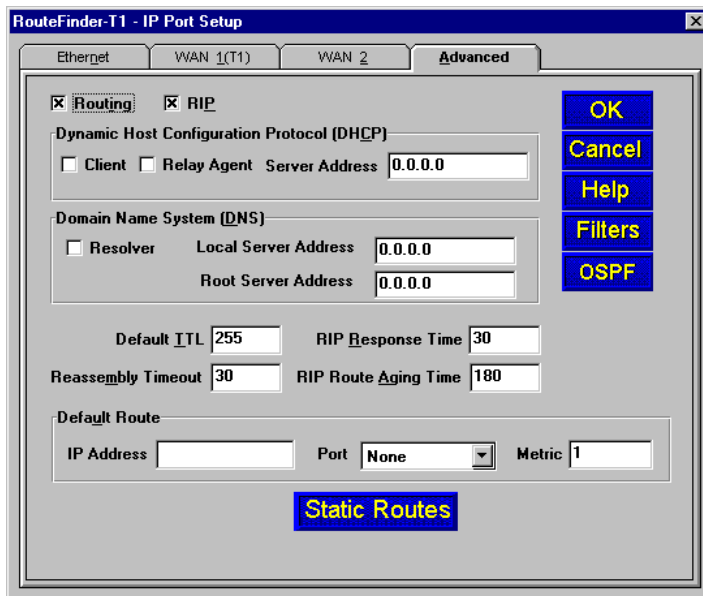 RouteFinder-T1 - IP Port Setup
Ethernet WAN 1(T1) WAN 2 Advanced
Routing RIP
OK
Dynamic Host Configuration Protocol (DHCP)
Client Relay Agent Server Address 0.0.0.0
Cancel
Help
Domain Name System (DNS)
Resolver Local Server Address 0.0.0.0
Root Server Address 0.0.0.0
Filters
OSPF
Default TTL 255 RIP Response Time 30
Reassembly Timeout 30 RIP Route Aging Time 180
Default Route
IP Address Port None Metric 1
Static Routes